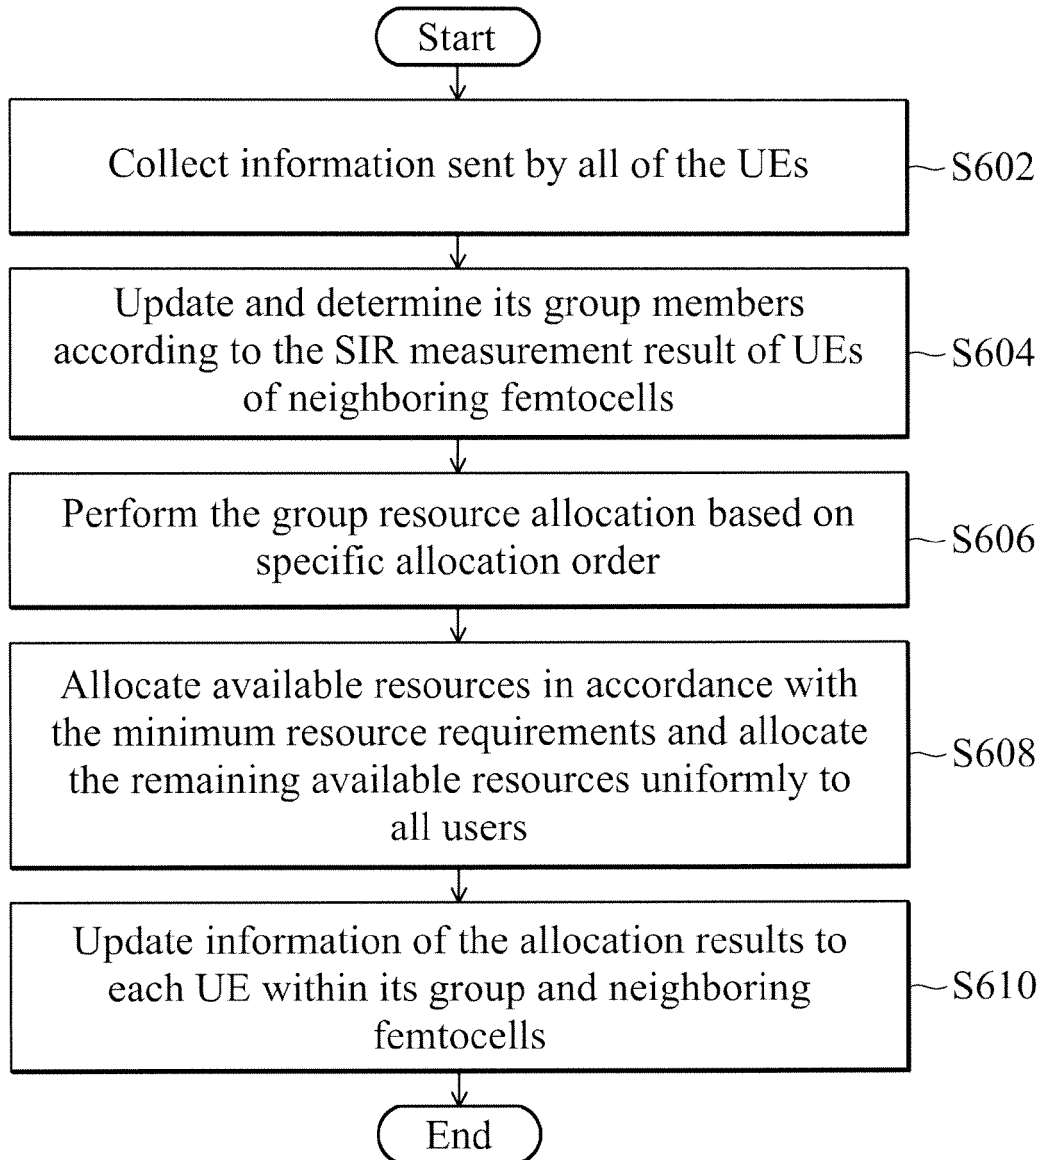 Start
Collect information sent by all of the UEs
S602
Update and determine its group members
according to the SIR measurement result of UEs
of neighboring femtocells
S604
Perform the group resource allocation based on
specific allocation order
S606
Allocate available resources in accordance with
the minimum resource requirements and allocate
the remaining available resources uniformly to
all users
S608
Update information of the allocation results to
each UE within its group and neighboring
femtocells
S610
End